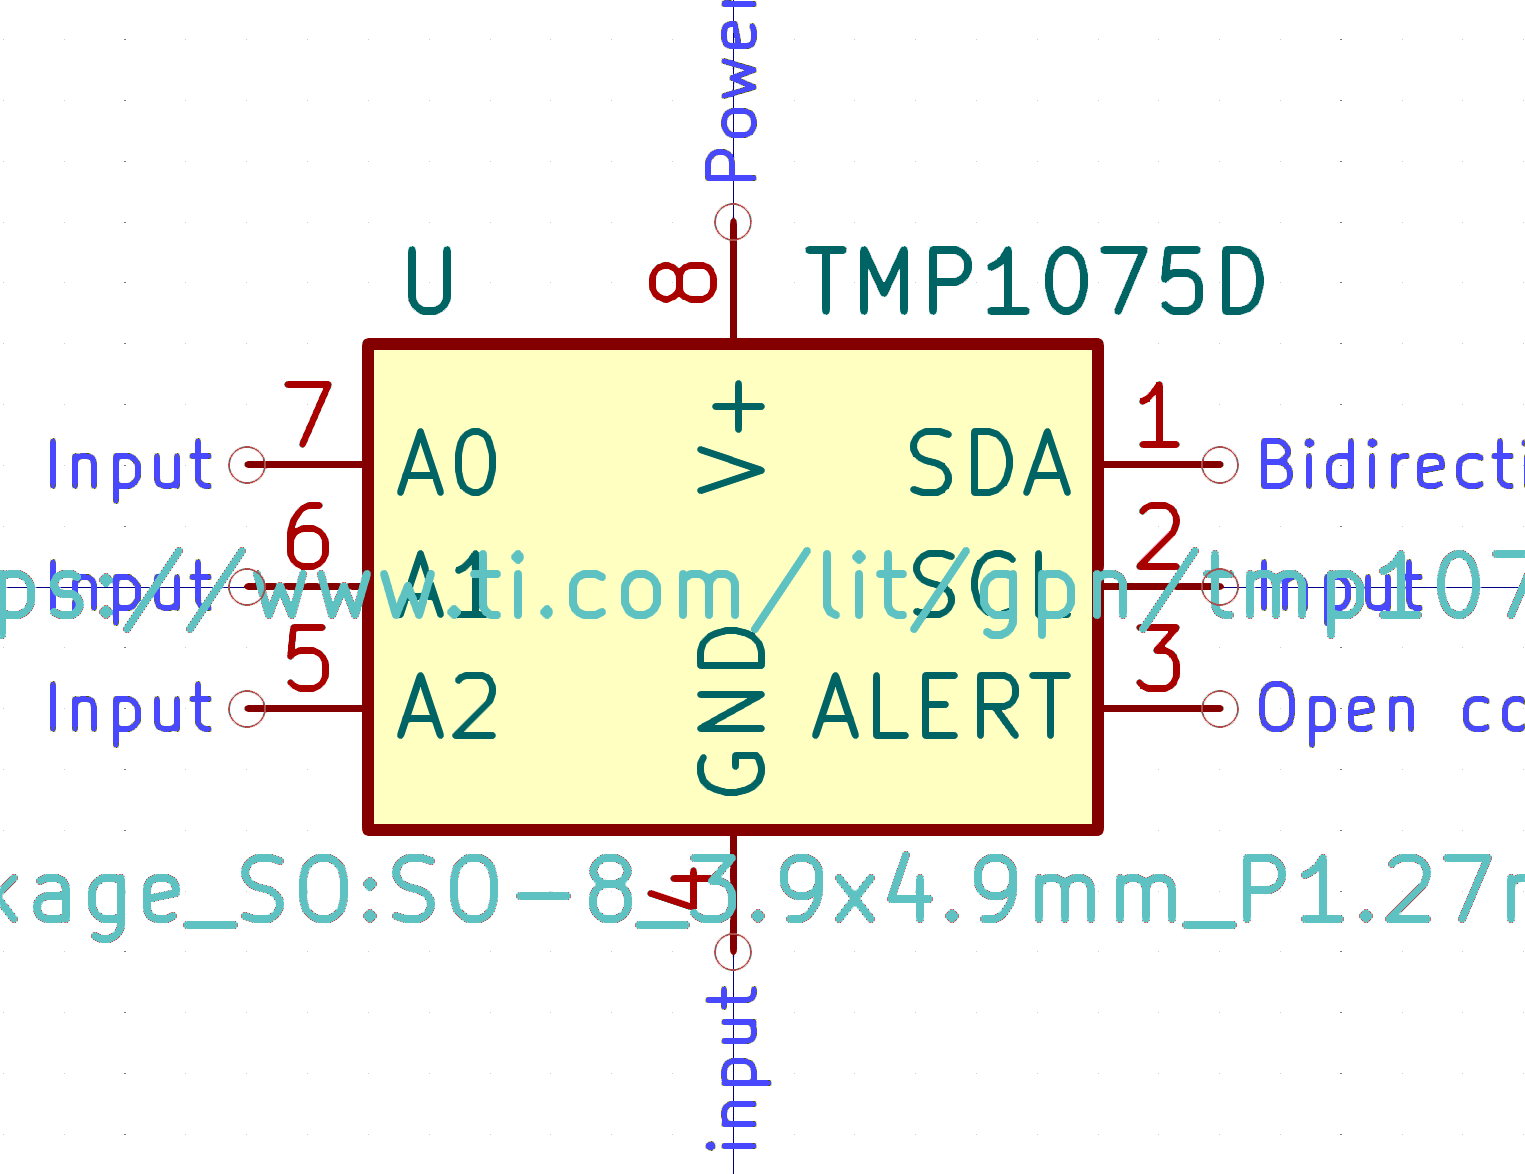 Power
U
8
TMP1075D
7
V+
1
Input
A0
SDA
Bidirecti
6
2
Input
A1
SCL
Input
ps://www.ti.com/lit/gpn/tmp107
5
GND
3
Input
A2
ALERT
Open co
kage_SO:SO-8_3.9x4.9mm_P1.27m
4
input